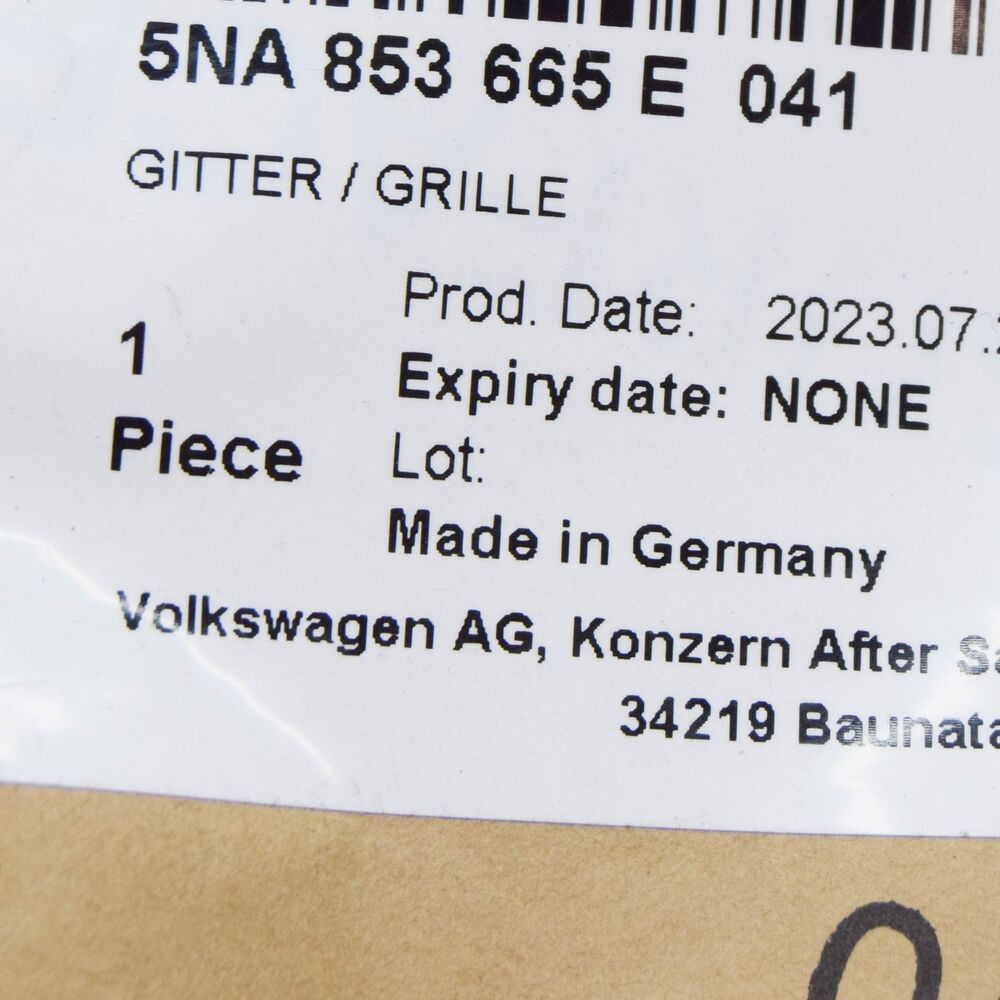 5NA 853 665 E 041
GITTER / GRILLE
Prod. Date: 2023.07.
1
Expiry date: NONE
Piece
Lot:
Made in Germany
Volkswagen AG, Konzern After
34219